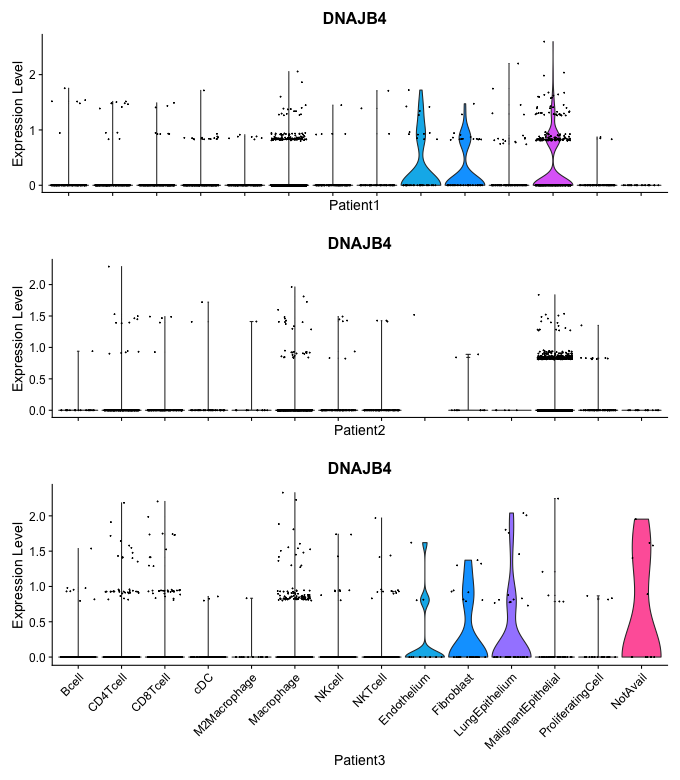 DNAJB4
Expression Level
2
1
0
Patient1
DNAJB4
Expression Level
2.0
1.5
1.0
0.5
0.0
Patient2
DNAJB4
Expression Level
2.0
1.5
1.0
0.5
0.0
Bcell
CD4Tcell
CD8Tcell
cDC
M2Macrophage
Macrophage
NKcell
NKTcell
Endothelium
Fibroblast
LungEpithelium
MalignantEpithelial
ProliferatingCell
NotAvail
Patient3